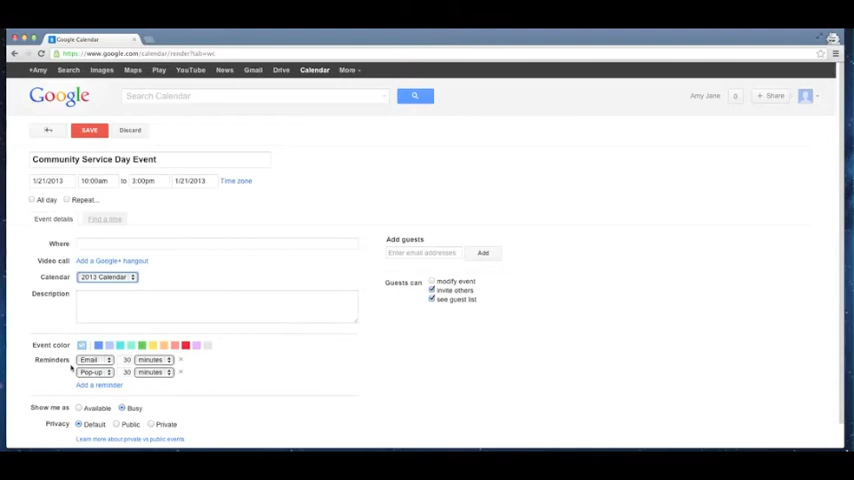 Google Calendar
https://www.google.com/calendar/render?tab=wc
+Amy Search Images Maps Play YouTube News Gmail Drive Calendar More
Google Search Calendar Amy Jane 0 + Share
SAVE Discard
Community Service Day Event
1/21/2013 10:00am to 3:00pm 1/21/2013 Time zone
All day Repeat...
Event details Find a time
Where
Video call Add a Google+ hangout
Calendar 2013 Calendar
Description
Add guests
Enter email addresses Add
Guests can modify event
invite others
see guest list
Event color
Reminders Email 30 minutes ×
Pop-up 30 minutes ×
Add a reminder
Show me as Available Busy
Privacy Default Public Private
Learn more about private vs public events.